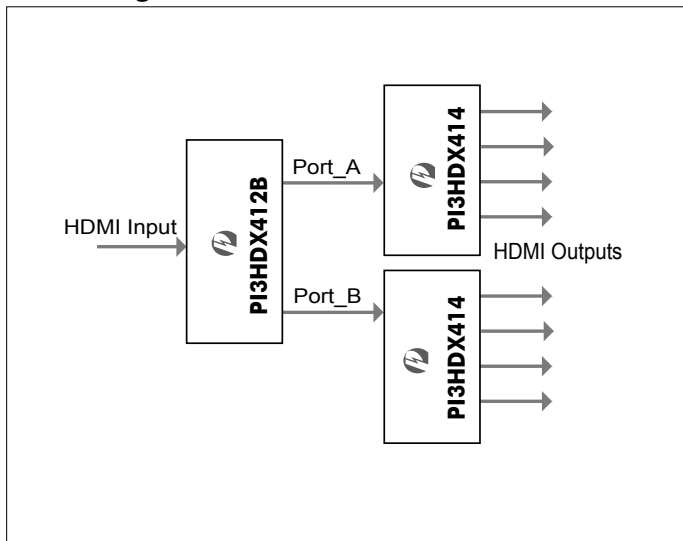 HDMI Input
PI3HDX412B
Port_A
Port_B
PI3HDX414
HDMI Outputs
PI3HDX414